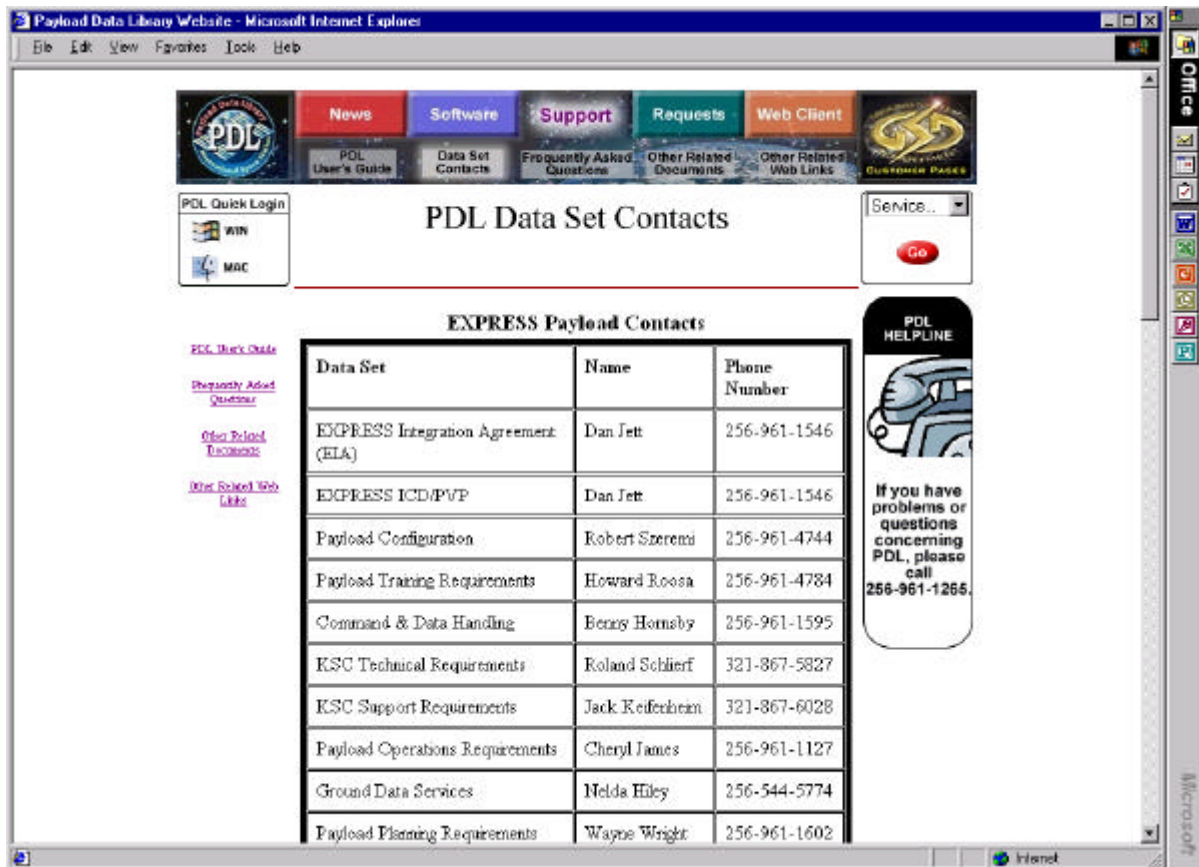 Payload Data Library Website - Microsoft Internet Explorer
File Edit View Favorites Tools Help
Payload Data Library
PDL
News
Software
Support
Requests
Web Client
PDL User's Guide
Data Set Contacts
Frequently Asked Questions
Other Related Documents
Other Related Web Links
GSD
CUSTOMER PAGES
PDL Quick Login
WIN
MAC
PDL Data Set Contacts
Service..
Go
PDL User's Guide
Frequently Asked
Questions
Other Related
Documents
Other Related Web
Links
EXPRESS Payload Contacts
Data Set Name Phone Number
EXPRESS Integration Agreement (EIA) Dan Jett 256-961-1546
EXPRESS ICD/PVP Dan Jett 256-961-1546
Payload Configuration Robert Szeremi 256-961-4744
Payload Training Requirements Howard Roosa 256-961-4784
Command & Data Handling Benny Hornsby 256-961-1595
KSC Technical Requirements Roland Schlierf 321-867-5827
KSC Support Requirements Jack Keifenheim 321-867-6028
Payload Operations Requirements Cheryl James 256-961-1127
Ground Data Services Nelda Hiley 256-544-5774
Payload Planning Requirements Wayne Wright 256-961-1602
PDL
HELPLINE
If you have
problems or
questions
concerning
PDL, please
call
256-961-1265.
Internet
Office
Microsoft